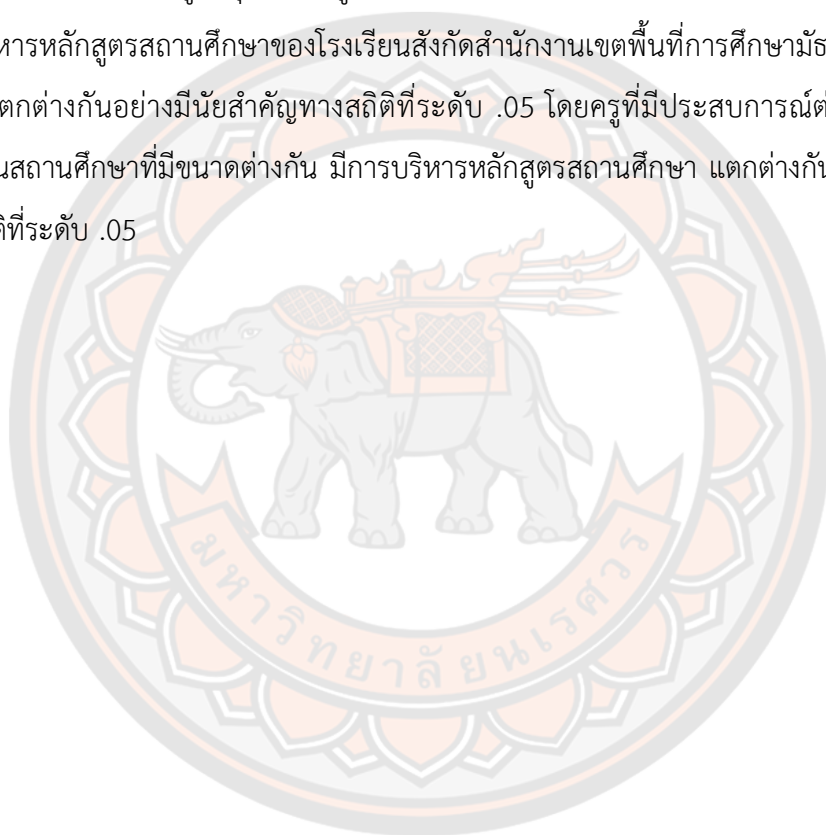 หารหลักสูตรสถานศึกษาของโรงเรียนสังกัดสำนักงานเขตพื้นที่การศึกษามัธ
ตกต่างกันอย่างมีนัยสำคัญทางสถิติที่ระดับ .05 โดยครูที่มีประสบการณ์ต่
นสถานศึกษาที่มีขนาดต่างกัน มีการบริหารหลักสูตรสถานศึกษา แตกต่างกัน
ติที่ระดับ .05
มหาวิทยาลัยนเรศวร